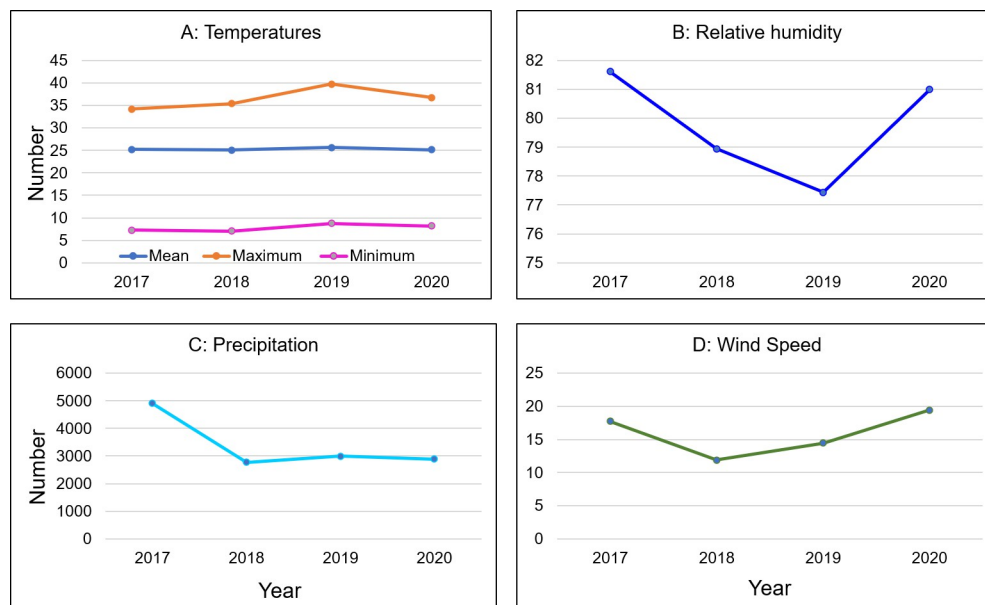 A: Temperatures
45
40
35
30
25
20
15
10
5
0
Number
Mean Maximum Minimum
2017 2018 2019 2020
B: Relative humidity
82
81
80
79
78
77
76
75
2017 2018 2019 2020
C: Precipitation
6000
5000
4000
3000
2000
1000
0
Number
2017 2018 2019 2020
Year
D: Wind Speed
25
20
15
10
5
0
2017 2018 2019 2020
Year